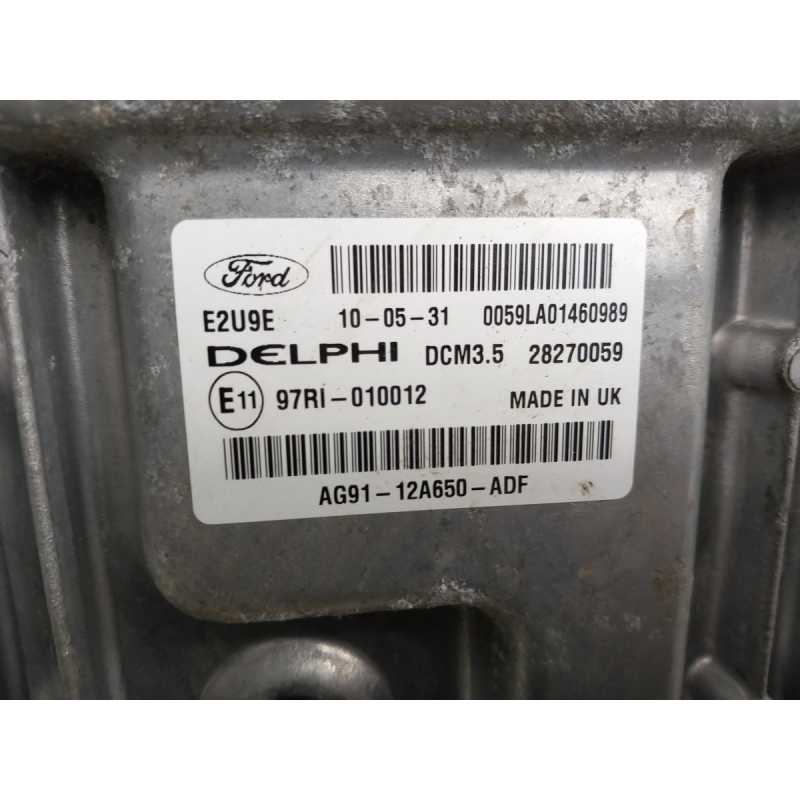 Ford
E2U9E 10-05-31 0059LA01460989
DELPHI DCM3.5 28270059
E11 97RI-010012 MADE IN UK
AG91-12A650-ADF